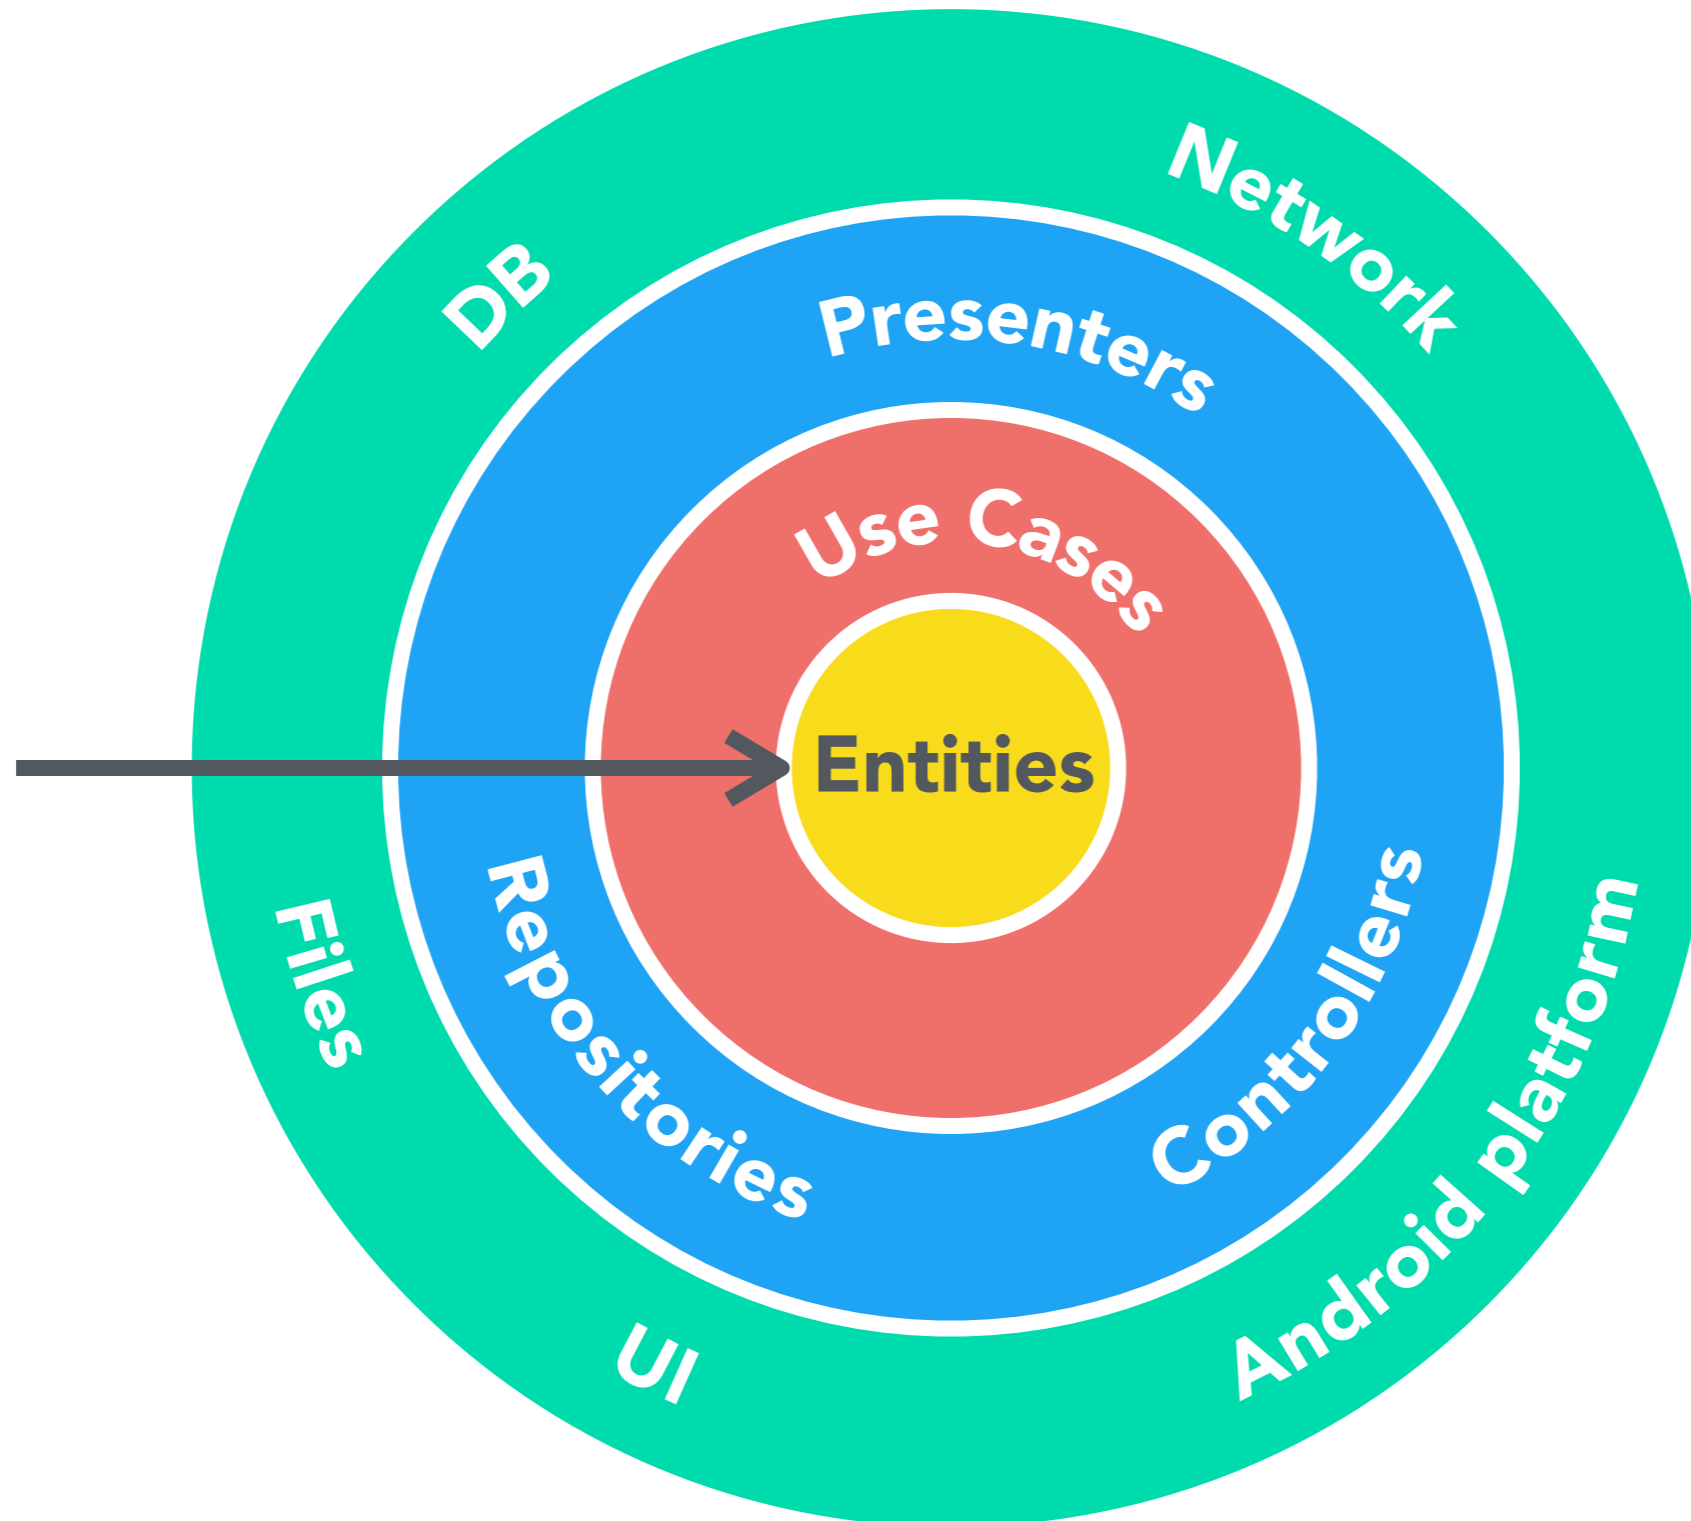 Network
DB
Presenters
Use Cases
Entities
Repositories
Controllers
Files
Android platform
UI